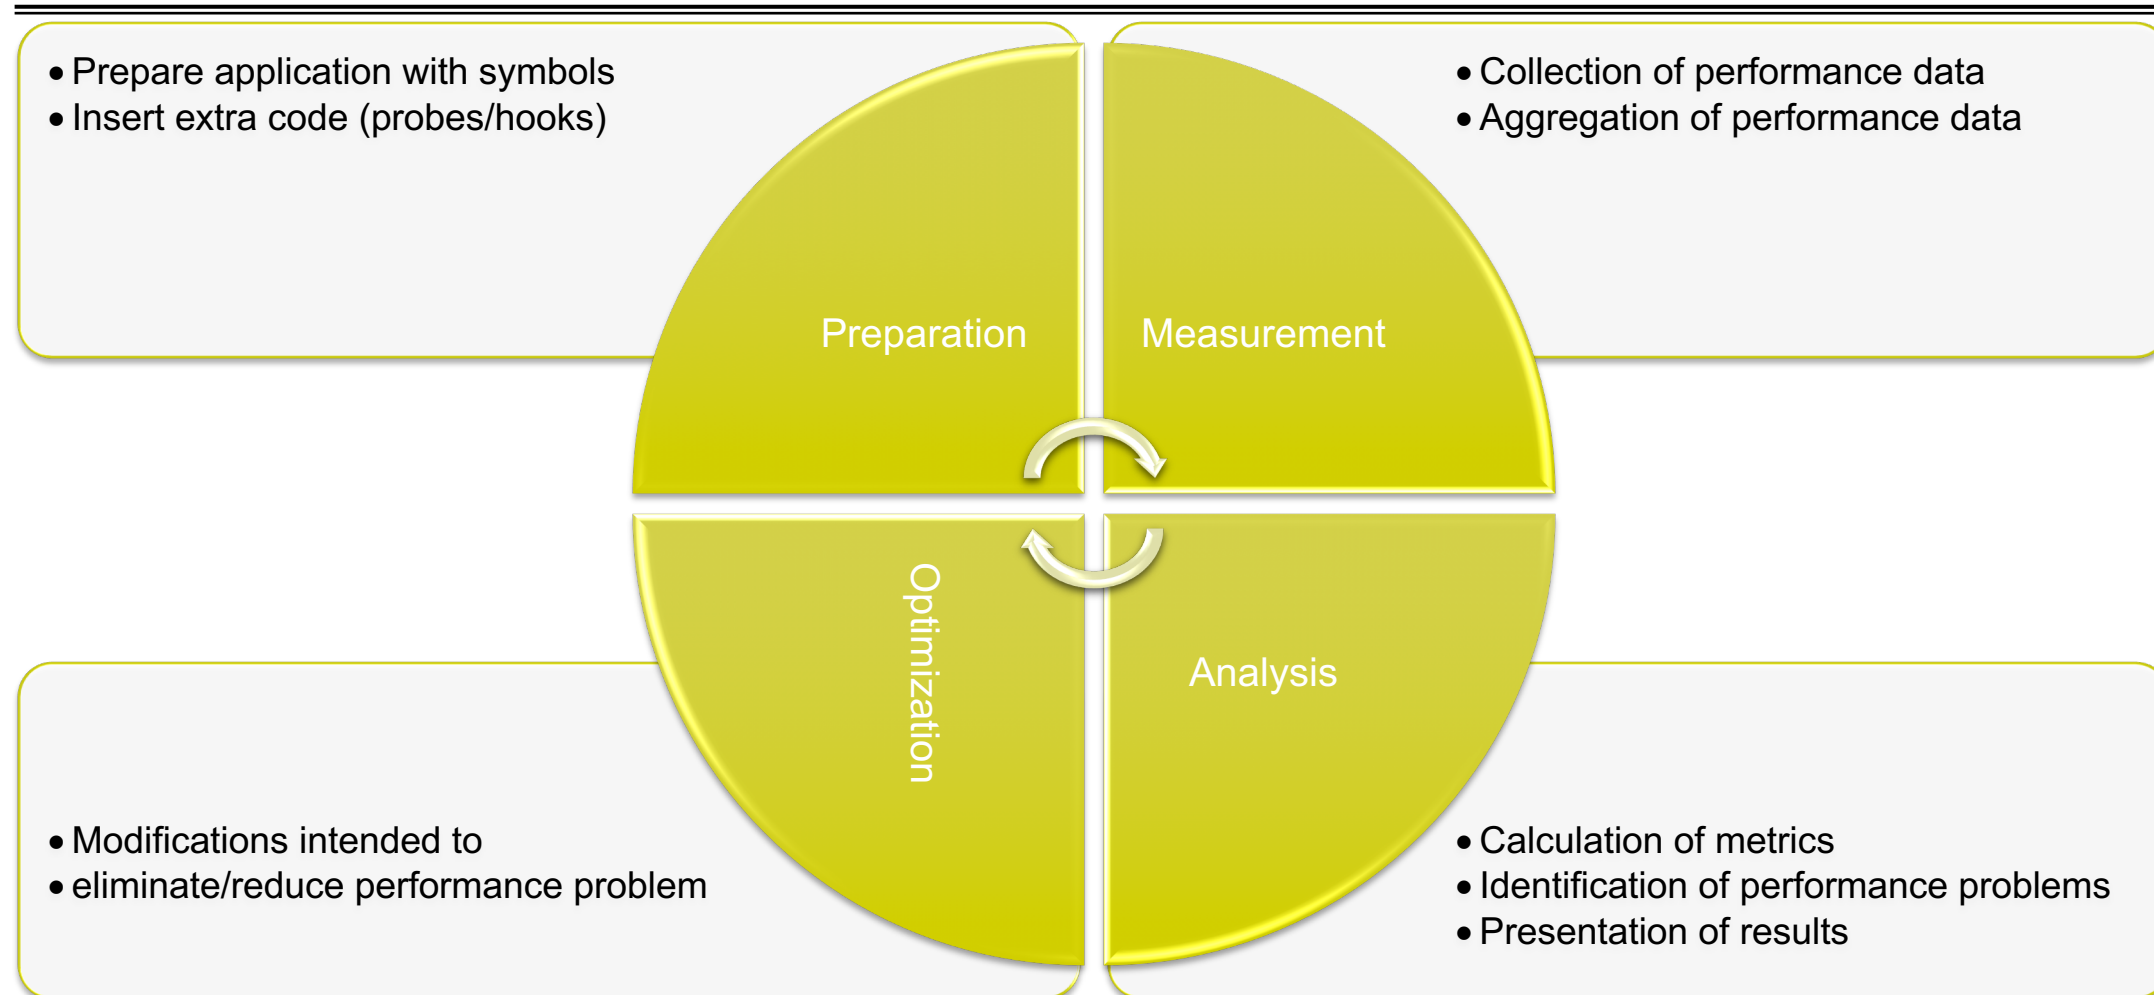 • Prepare application with symbols
• Insert extra code (probes/hooks)
• Collection of performance data
• Aggregation of performance data
Preparation
Measurement
Optimization
Analysis
• Modifications intended to
• eliminate/reduce performance problem
• Calculation of metrics
• Identification of performance problems
• Presentation of results